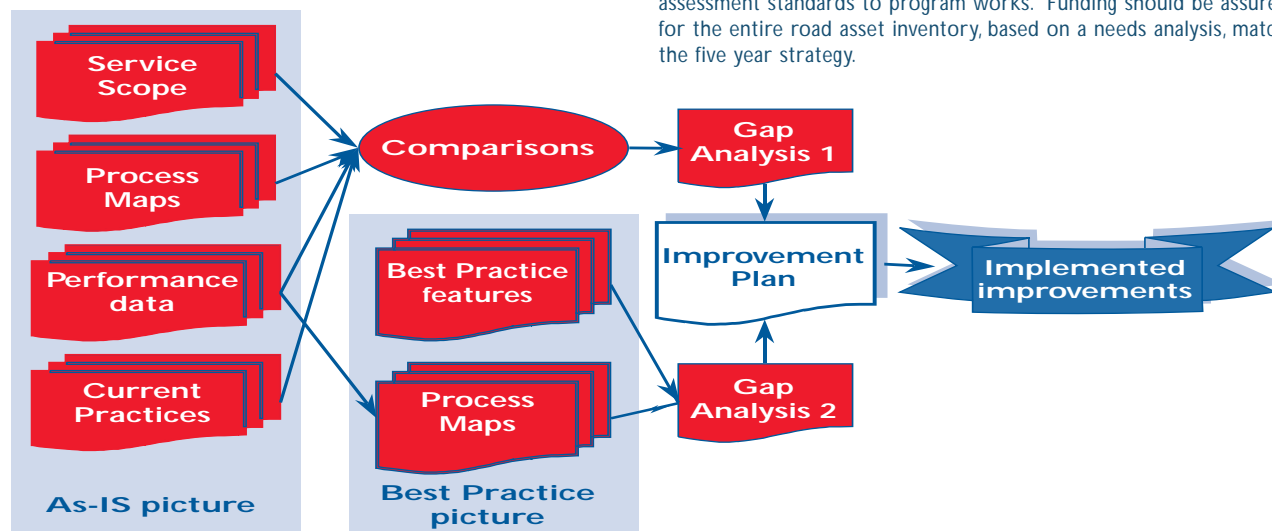 assessment standards to program works. Funding should be assure
for the entire road asset inventory, based on a needs analysis, matc
the five year strategy.
Service
Scope
Process
Maps
Performance
data
Current
Practices
As-IS picture
Comparisons
Best Practice
features
Process
Maps
Best Practice
picture
Gap
Analysis 1
Improvement
Plan
Gap
Analysis 2
Implemented
improvements